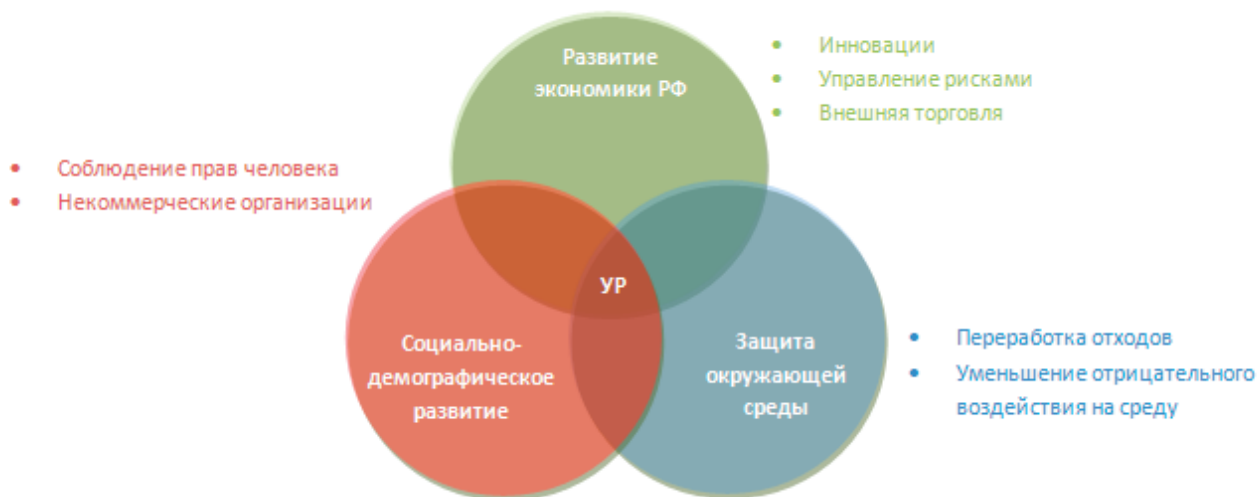 Развитие
экономики РФ
• Инновации
• Управление рисками
• Внешняя торговля
• Соблюдение прав человека
• Некоммерческие организации
УР
Социально-
демографическое
развитие
Защита
окружающей
среды
• Переработка отходов
• Уменьшение отрицательного
воздействия на среду